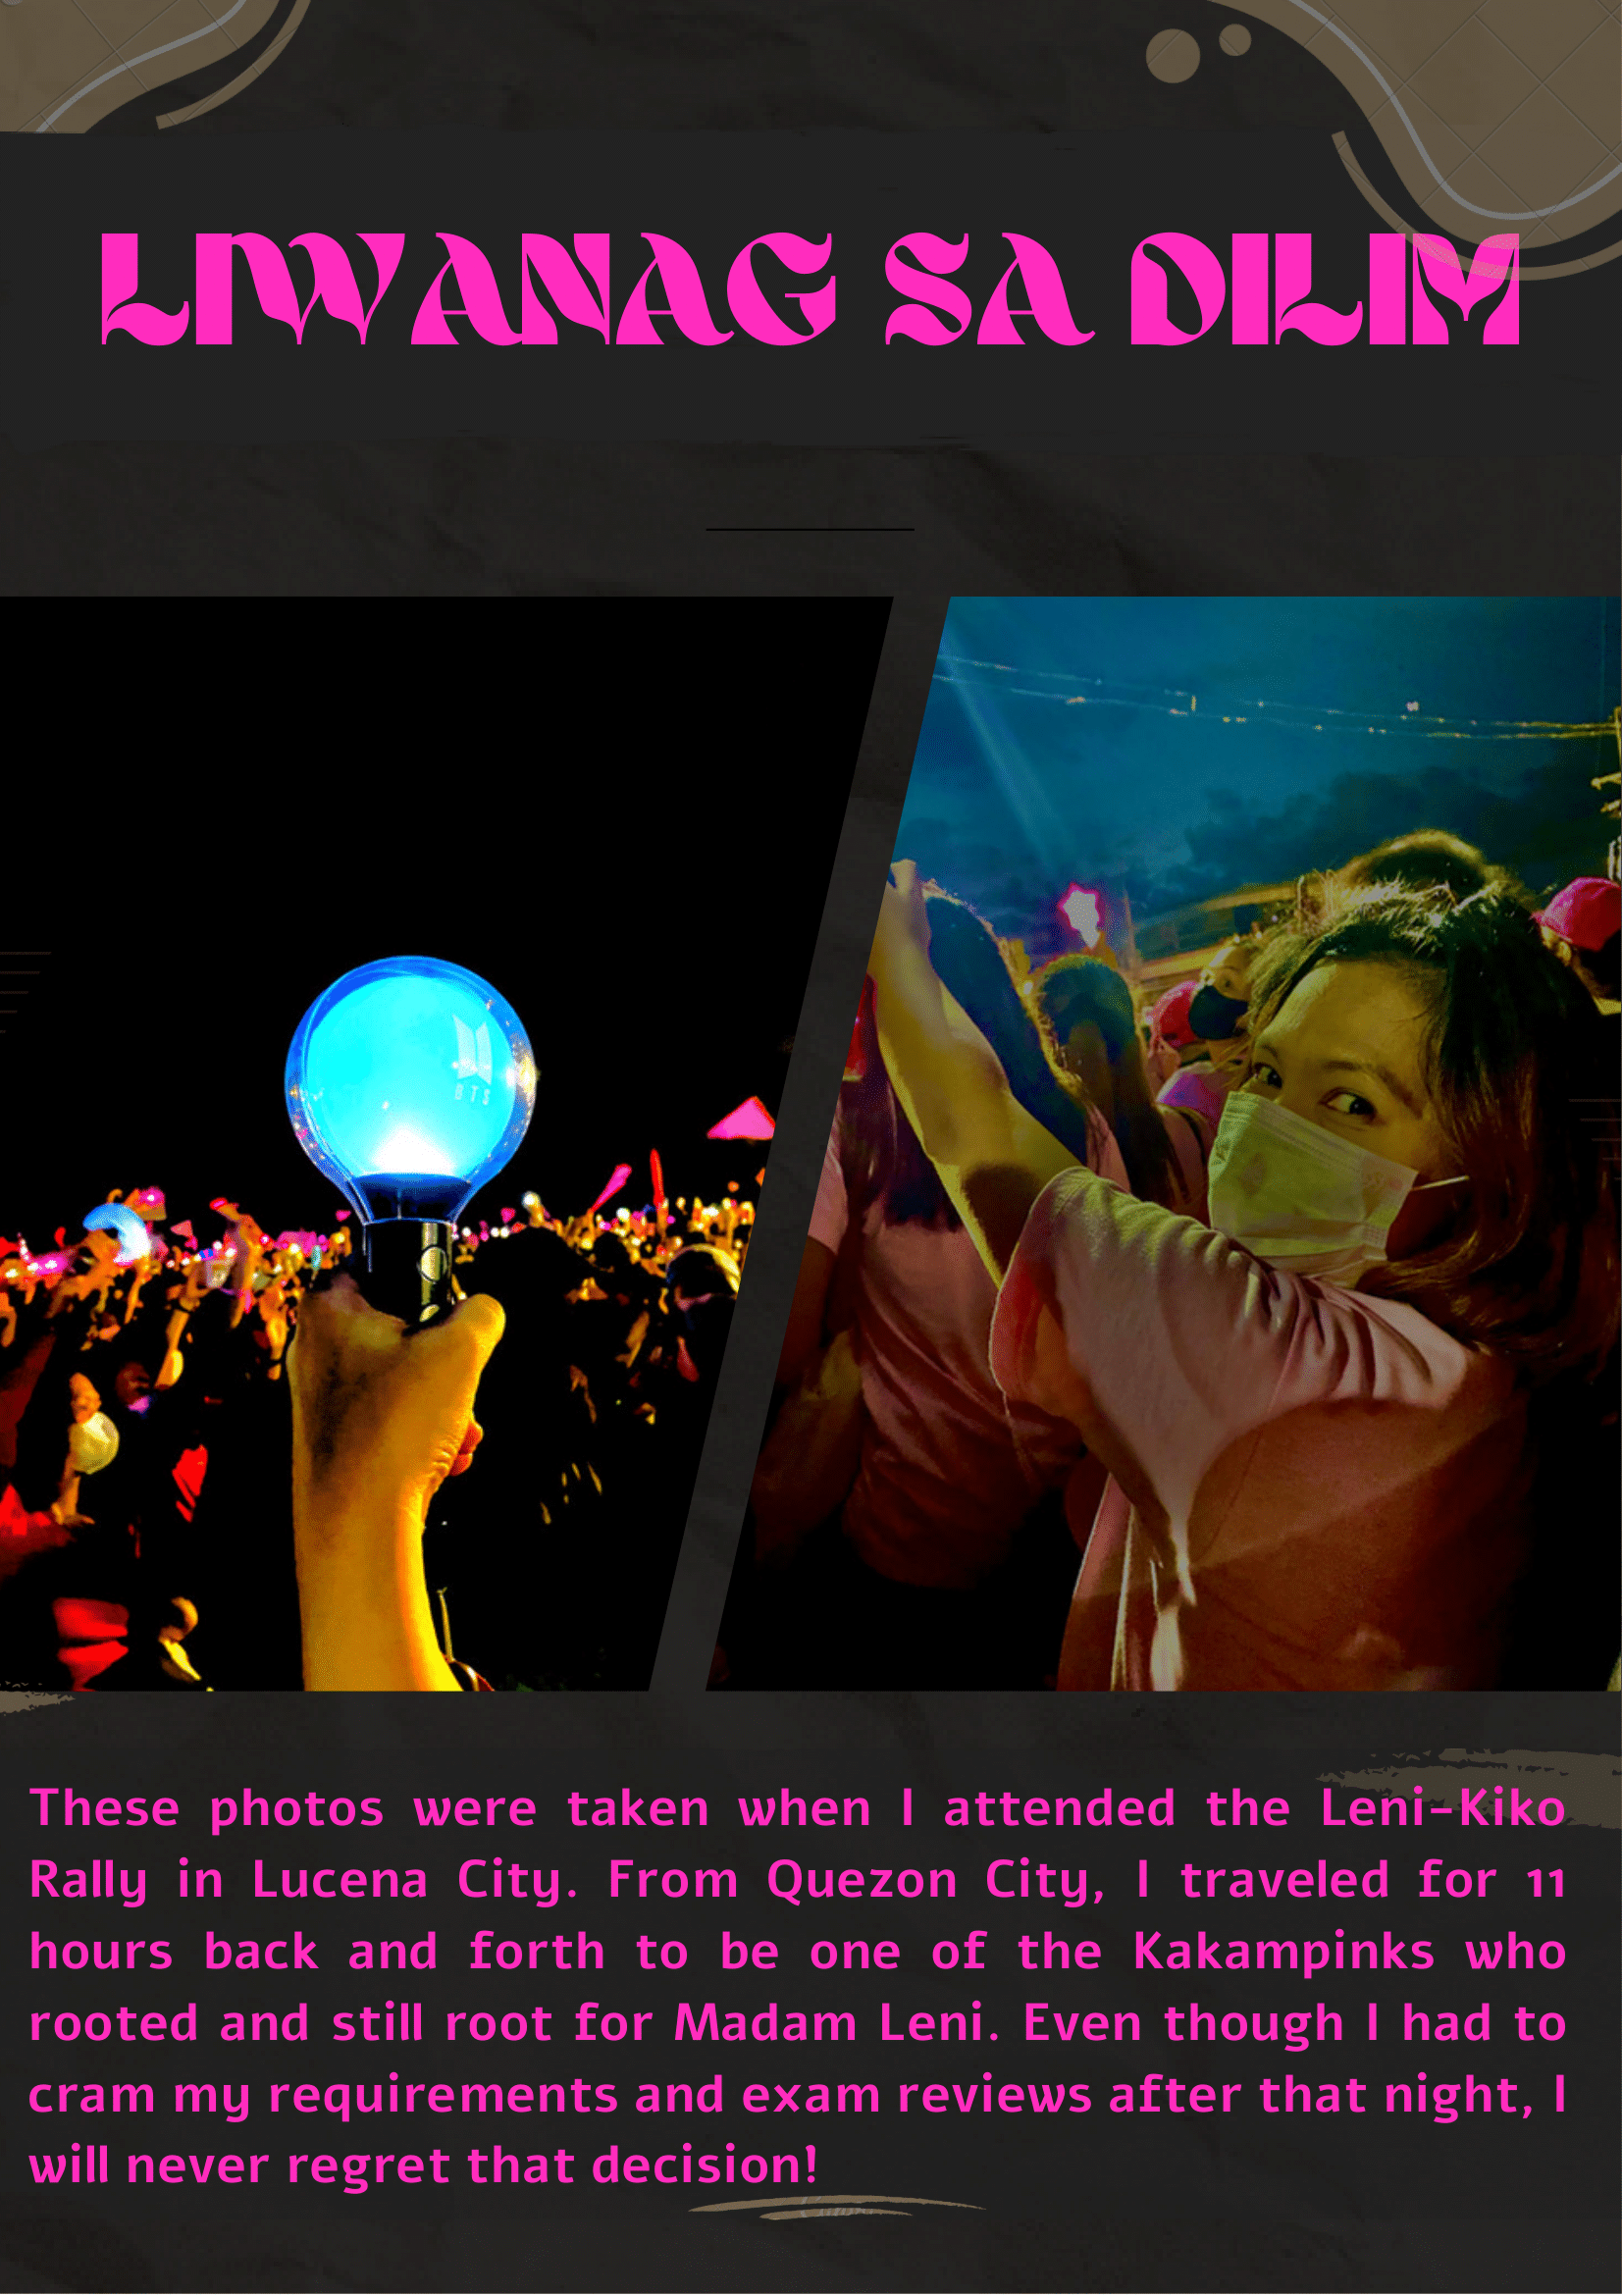 LIWANAG SA DILIM
BTS
These photos were taken when I attended the Leni-Kiko
Rally in Lucena City. From Quezon City, I traveled for 11
hours back and forth to be one of the Kakampinks who
rooted and still root for Madam Leni. Even though I had to
cram my requirements and exam reviews after that night, I
will never regret that decision!